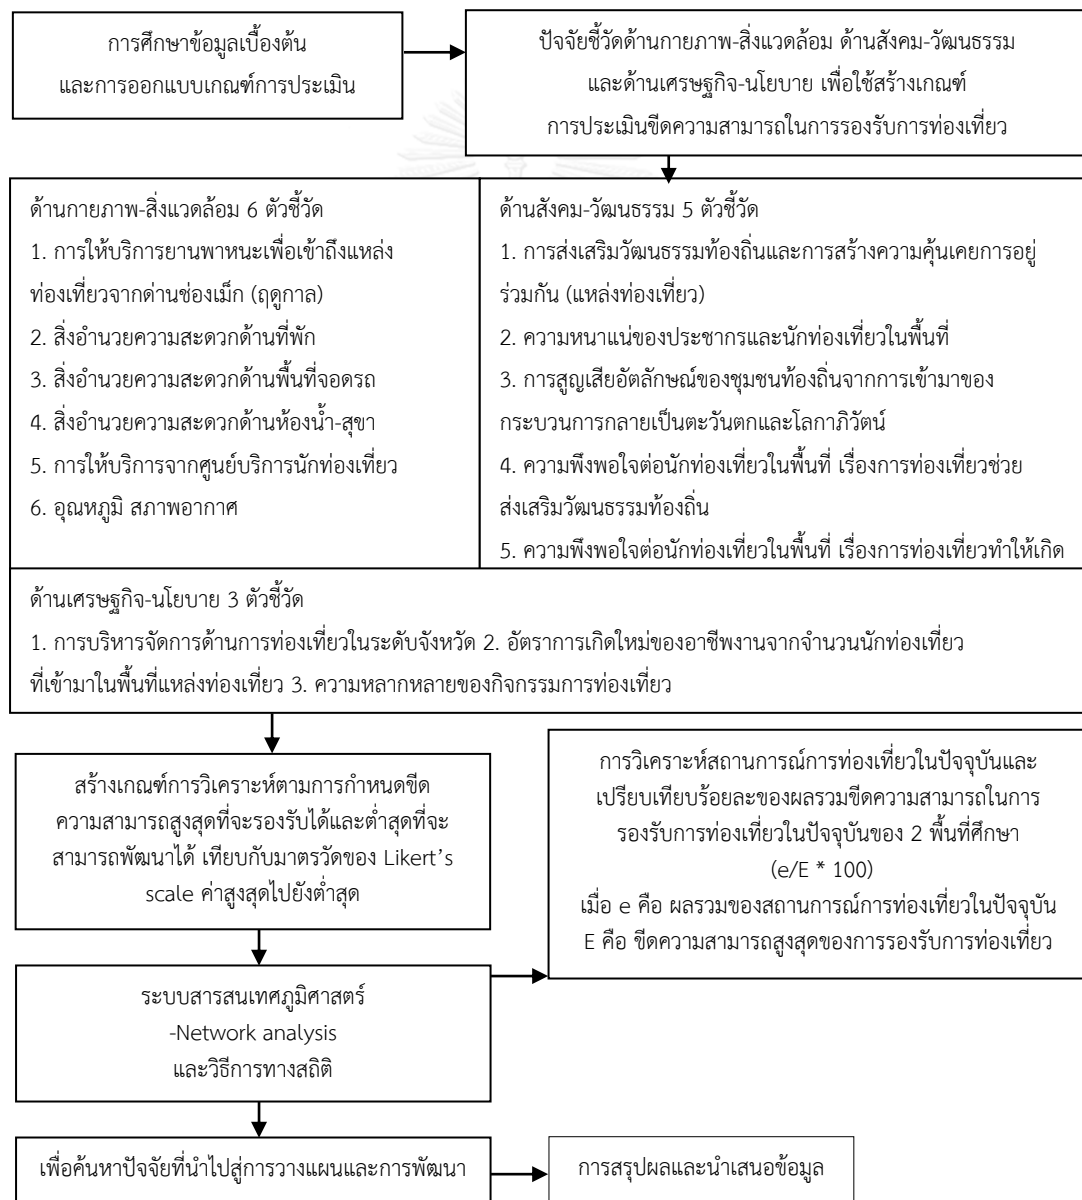 การศึกษาข้อมูลเบื้องต้น
และการออกแบบเกณฑ์การประเมิน
ปัจจัยชี้วัดด้านกายภาพ-สิ่งแวดล้อม ด้านสังคม-วัฒนธรรม
และด้านเศรษฐกิจ-นโยบาย เพื่อใช้สร้างเกณฑ์
การประเมินขีดความสามารถในการรองรับการท่องเที่ยว
ด้านกายภาพ-สิ่งแวดล้อม 6 ตัวชี้วัด
1. การให้บริการยานพาหนะเพื่อเข้าถึงแหล่ง
ท่องเที่ยวจากด่านช่องเม็ก (ฤดูกาล)
2. สิ่งอำนวยความสะดวกด้านที่พัก
3. สิ่งอำนวยความสะดวกด้านพื้นที่จอดรถ
4. สิ่งอำนวยความสะดวกด้านห้องน้ำ-สุขา
5. การให้บริการจากศูนย์บริการนักท่องเที่ยว
6. อุณหภูมิ สภาพอากาศ
ด้านสังคม-วัฒนธรรม 5 ตัวชี้วัด
1. การส่งเสริมวัฒนธรรมท้องถิ่นและการสร้างความคุ้นเคยการอยู่
ร่วมกัน (แหล่งท่องเที่ยว)
2. ความหนาแน่ของประชากรและนักท่องเที่ยวในพื้นที่
3. การสูญเสียอัตลักษณ์ของชุมชนท้องถิ่นจากการเข้ามาของ
กระบวนการกลายเป็นตะวันตกและโลกาภิวัตน์
4. ความพึงพอใจต่อนักท่องเที่ยวในพื้นที่ เรื่องการท่องเที่ยวช่วย
ส่งเสริมวัฒนธรรมท้องถิ่น
5. ความพึงพอใจต่อนักท่องเที่ยวในพื้นที่ เรื่องการท่องเที่ยวทำให้เกิด
ด้านเศรษฐกิจ-นโยบาย 3 ตัวชี้วัด
1. การบริหารจัดการด้านการท่องเที่ยวในระดับจังหวัด 2. อัตราการเกิดใหม่ของอาชีพงานจากจำนวนนักท่องเที่ยว
ที่เข้ามาในพื้นที่แหล่งท่องเที่ยว 3. ความหลากหลายของกิจกรรมการท่องเที่ยว
สร้างเกณฑ์การวิเคราะห์ตามการกำหนดขีด
ความสามารถสูงสุดที่จะรองรับได้และต่ำสุดที่จะ
สามารถพัฒนาได้ เทียบกับมาตรวัดของ Likert's
scale ค่าสูงสุดไปยังต่ำสุด
การวิเคราะห์สถานการณ์การท่องเที่ยวในปัจจุบันและ
เปรียบเทียบร้อยละของผลรวมขีดความสามารถในการ
รองรับการท่องเที่ยวในปัจจุบันของ 2 พื้นที่ศึกษา
(e/E * 100)
เมื่อ e คือ ผลรวมของสถานการณ์การท่องเที่ยวในปัจจุบัน
E คือ ขีดความสามารถสูงสุดของการรองรับการท่องเที่ยว
ระบบสารสนเทศภูมิศาสตร์
-Network analysis
และวิธีการทางสถิติ
เพื่อค้นหาปัจจัยที่นำไปสู่การวางแผนและการพัฒนา
การสรุปผลและนำเสนอข้อมูล